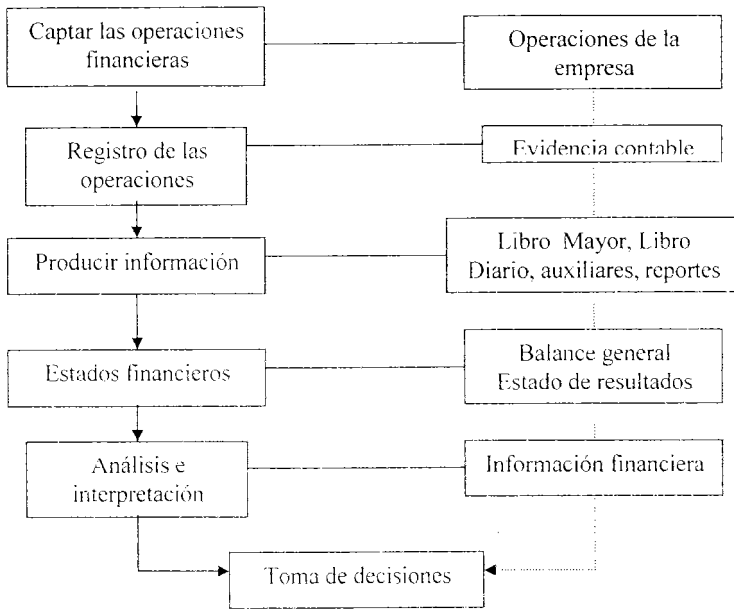 Captar las operaciones
financieras
Operaciones de la
empresa
Registro de las
operaciones
Evidencia contable
Producir información
Libro Mayor, Libro
Diario, auxiliares, reportes
Estados financieros
Balance general
Estado de resultados
Análisis e
interpretación
Información financiera
Toma de decisiones